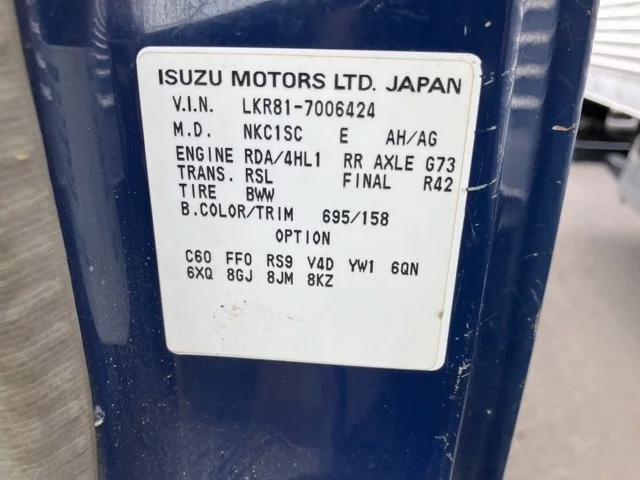 ISUZU MOTORS LTD. JAPAN
V.I.N. LKR81-7006424
M.D. NKC1SC E AH/AG
ENGINE RDA/4HL1 RR AXLE G73
TRANS. RSL FINAL R42
TIRE BWW
B.COLOR/TRIM 695/158
OPTION
C60 FF0 RS9 V4D YW1 6QN
6XQ 8GJ 8JM 8KZ